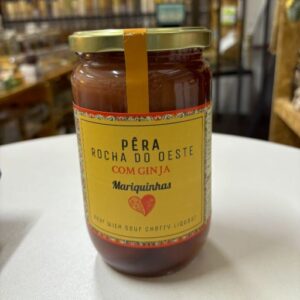 PÊRA
ROCHA DO OESTE
COM GINJA
Mariquinhas
PEAR WITH SOUR CHERRY LIQUEUR